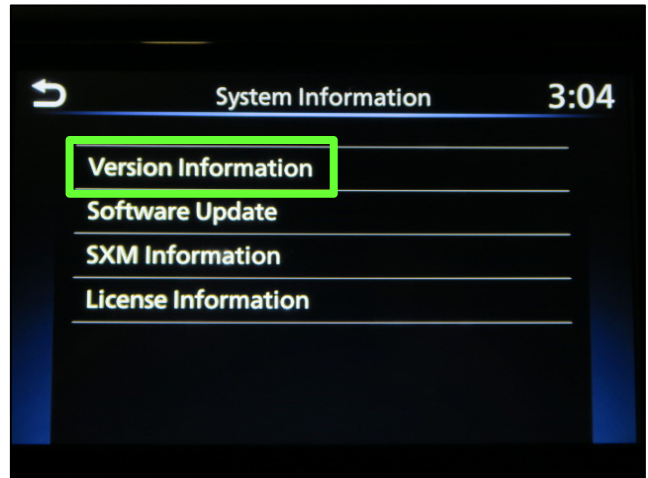 System Information 3:04
Version Information
Software Update
SXM Information
License Information